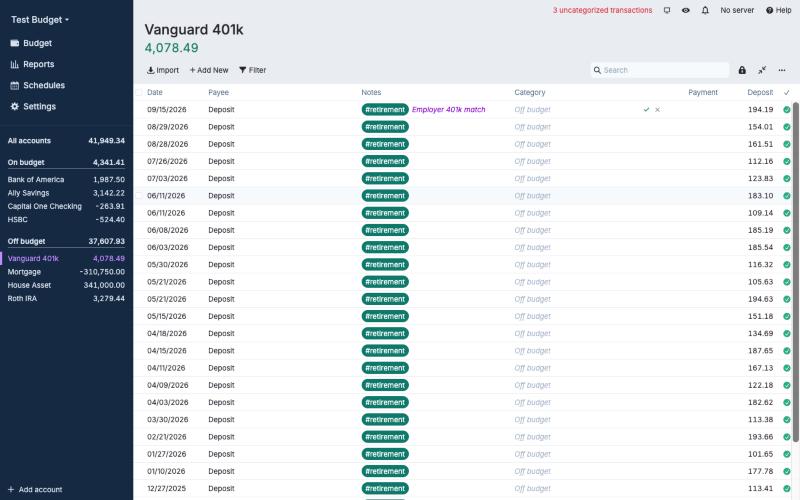 Test Budget
Budget
Reports
Schedules
Settings
All accounts 41,949.34
On budget 4,341.41
Bank of America 1,987.50
Ally Savings 3,142.22
Capital One Checking -263.91
HSBC -524.40
Off budget 37,607.93
Vanguard 401k 4,078.49
Mortgage -310,750.00
House Asset 341,000.00
Roth IRA 3,279.44
+ Add account
3 uncategorized transactions No server Help
Vanguard 401k
4,078.49
Import + Add New Filter Search
Date Payee Notes Category Payment Deposit
09/15/2026 Deposit #retirement Employer 401k match Off budget 194.19
08/29/2026 Deposit #retirement Off budget 154.01
08/28/2026 Deposit #retirement Off budget 161.51
07/26/2026 Deposit #retirement Off budget 112.16
07/03/2026 Deposit #retirement Off budget 123.83
06/11/2026 Deposit #retirement Off budget 183.10
06/11/2026 Deposit #retirement Off budget 109.14
06/08/2026 Deposit #retirement Off budget 185.19
06/03/2026 Deposit #retirement Off budget 185.54
05/30/2026 Deposit #retirement Off budget 116.32
05/21/2026 Deposit #retirement Off budget 105.63
05/21/2026 Deposit #retirement Off budget 194.63
05/15/2026 Deposit #retirement Off budget 151.18
04/18/2026 Deposit #retirement Off budget 134.69
04/15/2026 Deposit #retirement Off budget 187.65
04/11/2026 Deposit #retirement Off budget 167.13
04/09/2026 Deposit #retirement Off budget 122.18
04/03/2026 Deposit #retirement Off budget 182.62
03/30/2026 Deposit #retirement Off budget 113.38
02/21/2026 Deposit #retirement Off budget 193.66
01/27/2026 Deposit #retirement Off budget 101.65
01/10/2026 Deposit #retirement Off budget 177.78
12/27/2025 Deposit #retirement Off budget 113.41